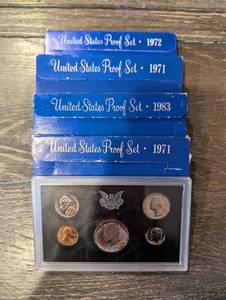 United States Proof Set · 1972
United States Proof Set · 1971
United States Proof Set · 1983
United States Proof Set · 1971